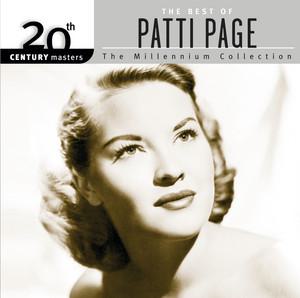 THE BEST OF
20th
PATTI PAGE
CENTURY masters
The Millennium Collection